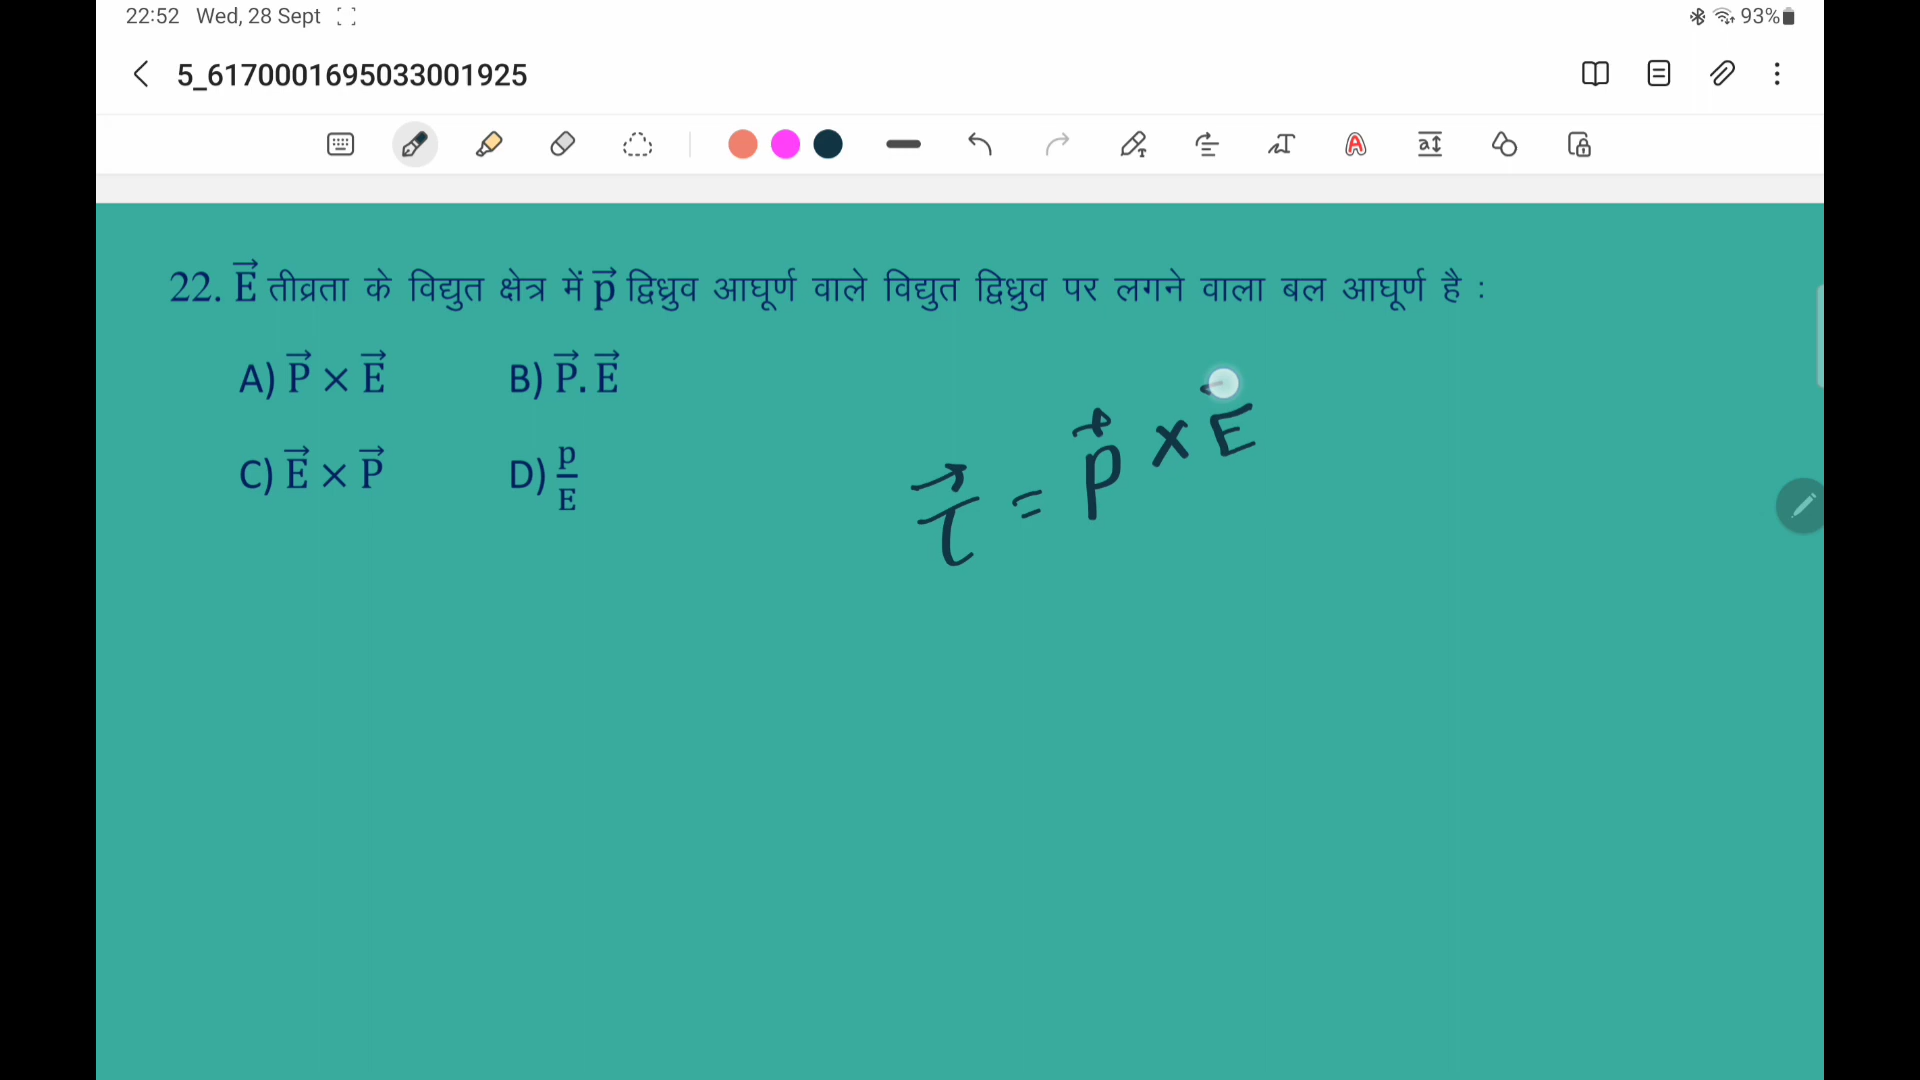 22:52 Wed, 28 Sept 93%
5_6170001695033001925
22. E⃗ तीव्रता के विद्युत क्षेत्र में p⃗ द्विध्रुव आघूर्ण वाले विद्युत द्विध्रुव पर लगने वाला बल आघूर्ण है :
A) P⃗ × E⃗ B) P⃗. E⃗
C) E⃗ × P⃗ D) p/E
τ⃗ = p⃗ × E